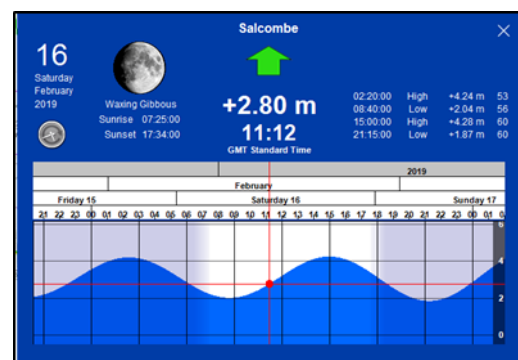 Salcombe
16
Saturday
February
2019
Waxing Gibbous
Sunrise 07:25:00
Sunset 17:34:00
+2.80 m
11:12
GMT Standard Time
02:20:00 High +4.24 m 53
08:40:00 Low +2.04 m 56
15:00:00 High +4.28 m 60
21:15:00 Low +1.87 m 60
2019
February
Friday 15 Saturday 16 Sunday 17
21 22 23 00 01 02 03 04 05 06 07 08 09 10 11 12 13 14 15 16 17 18 19 20 21 22 23 00 01
6
4
2
0